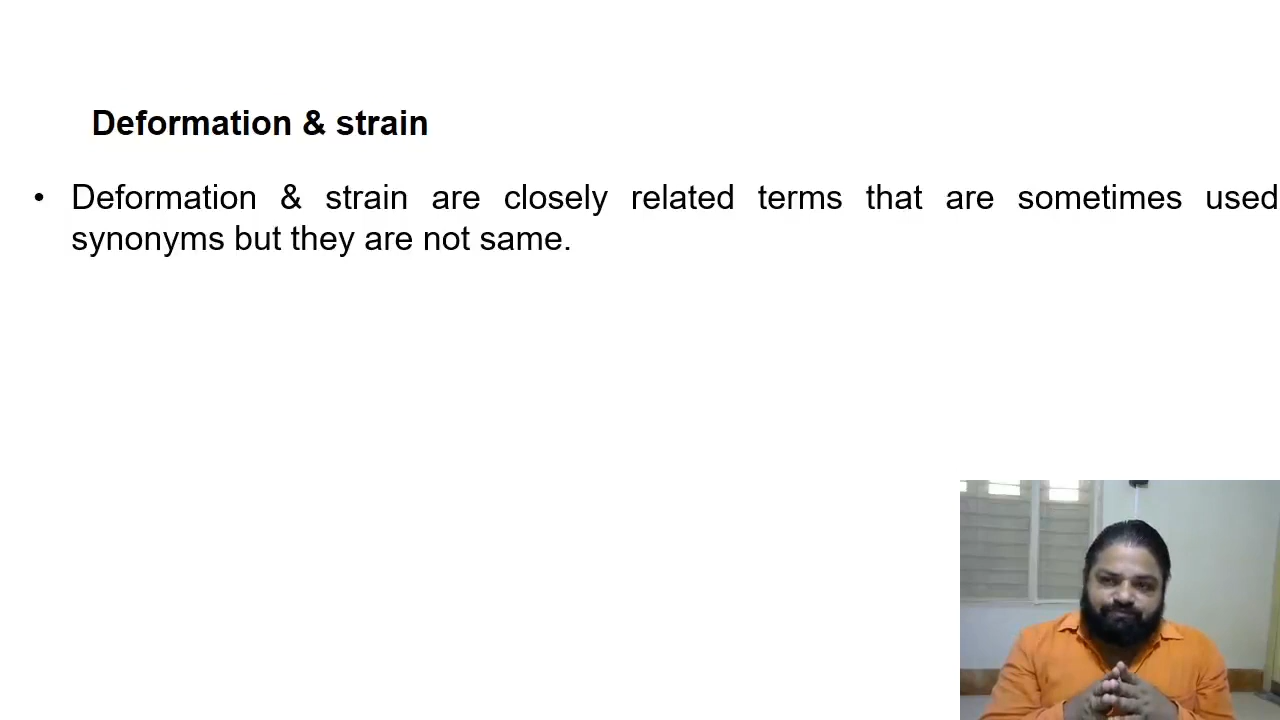 Deformation & strain
• Deformation & strain are closely related terms that are sometimes used
synonyms but they are not same.